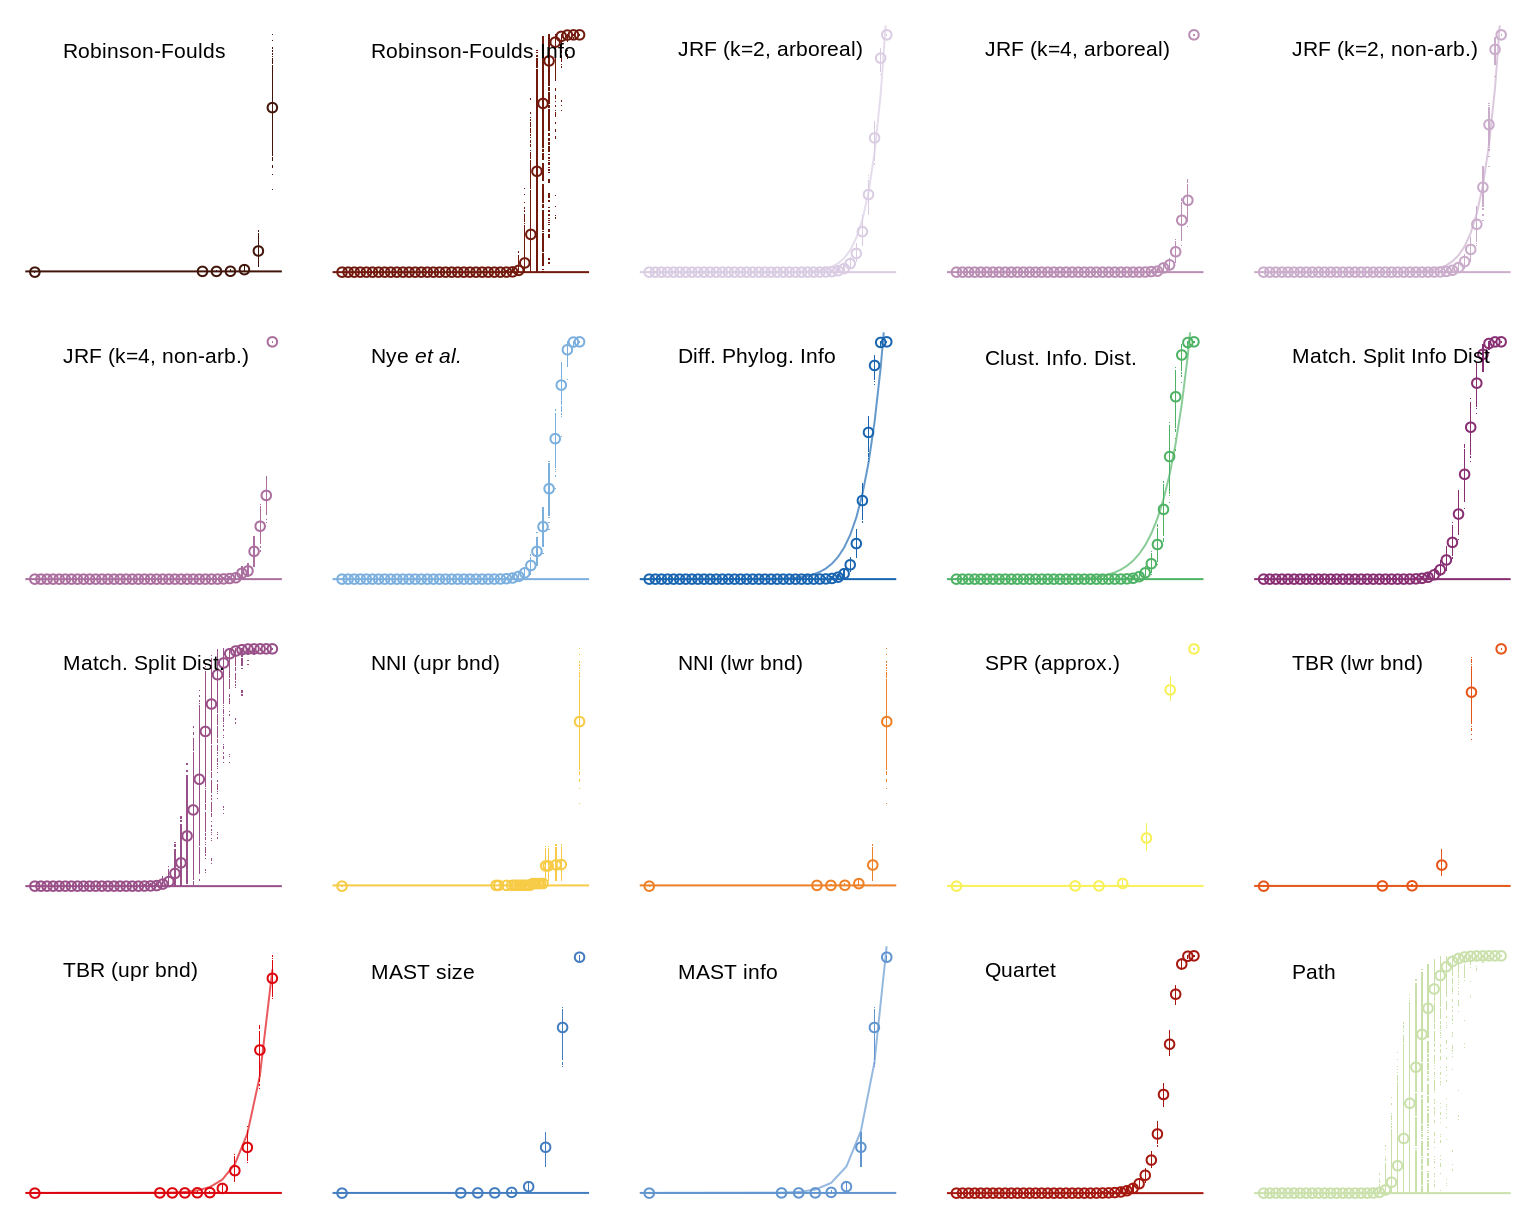 Robinson-Foulds
Robinson-Foulds Info
JRF (k=2, arboreal)
JRF (k=4, arboreal)
JRF (k=2, non-arb.)
JRF (k=4, non-arb.)
Nye et al.
Diff. Phylog. Info
Clust. Info. Dist.
Match. Split Info Dist
Match. Split Dist.
NNI (upr bnd)
NNI (lwr bnd)
SPR (approx.)
TBR (lwr bnd)
TBR (upr bnd)
MAST size
MAST info
Quartet
Path